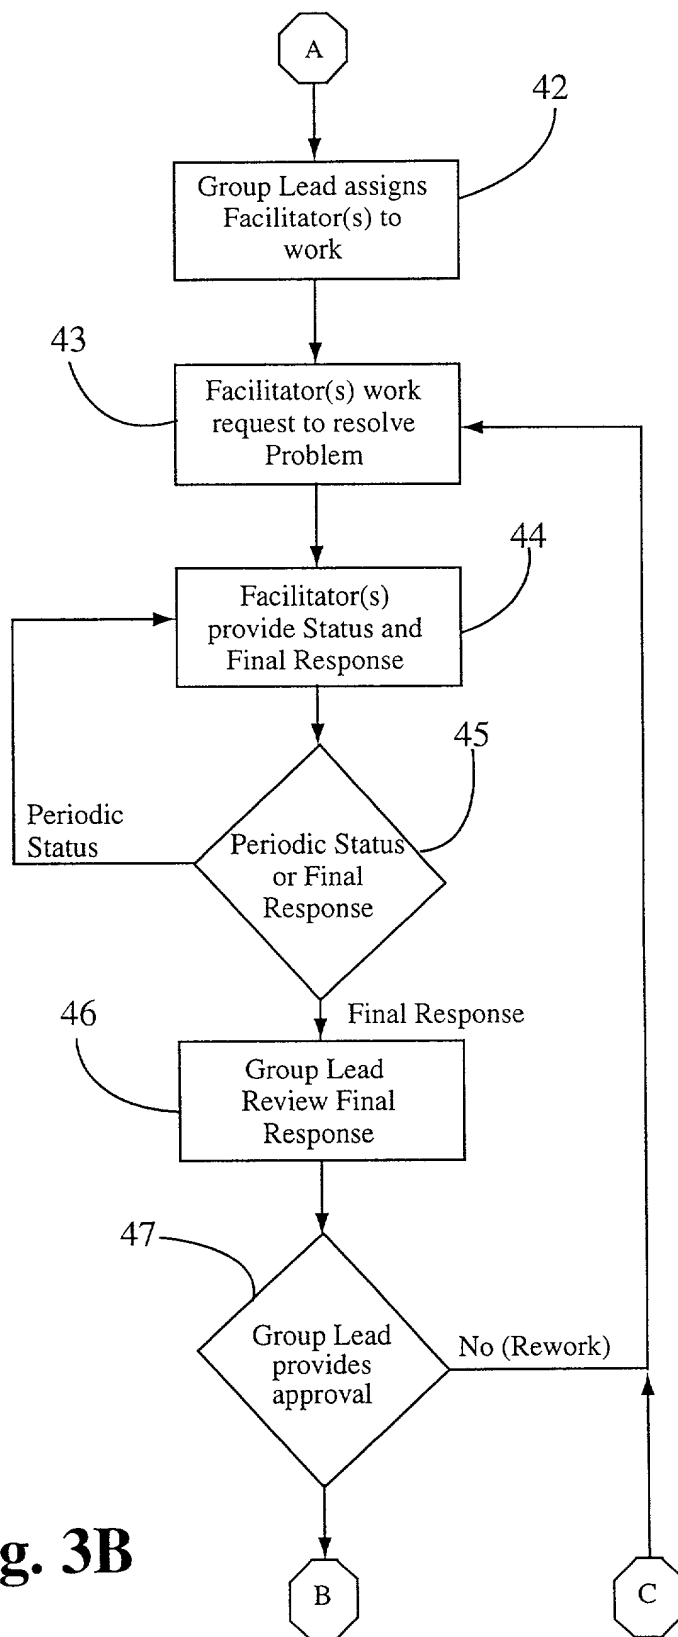 A
42
Group Lead assigns
Facilitator(s) to
work
43
Facilitator(s) work
request to resolve
Problem
44
Facilitator(s)
provide Status and
Final Response
45
Periodic
Status
Periodic Status
or Final
Response
Final Response
46
Group Lead
Review Final
Response
47
Group Lead
provides
approval
No (Rework)
g. 3B
B
C